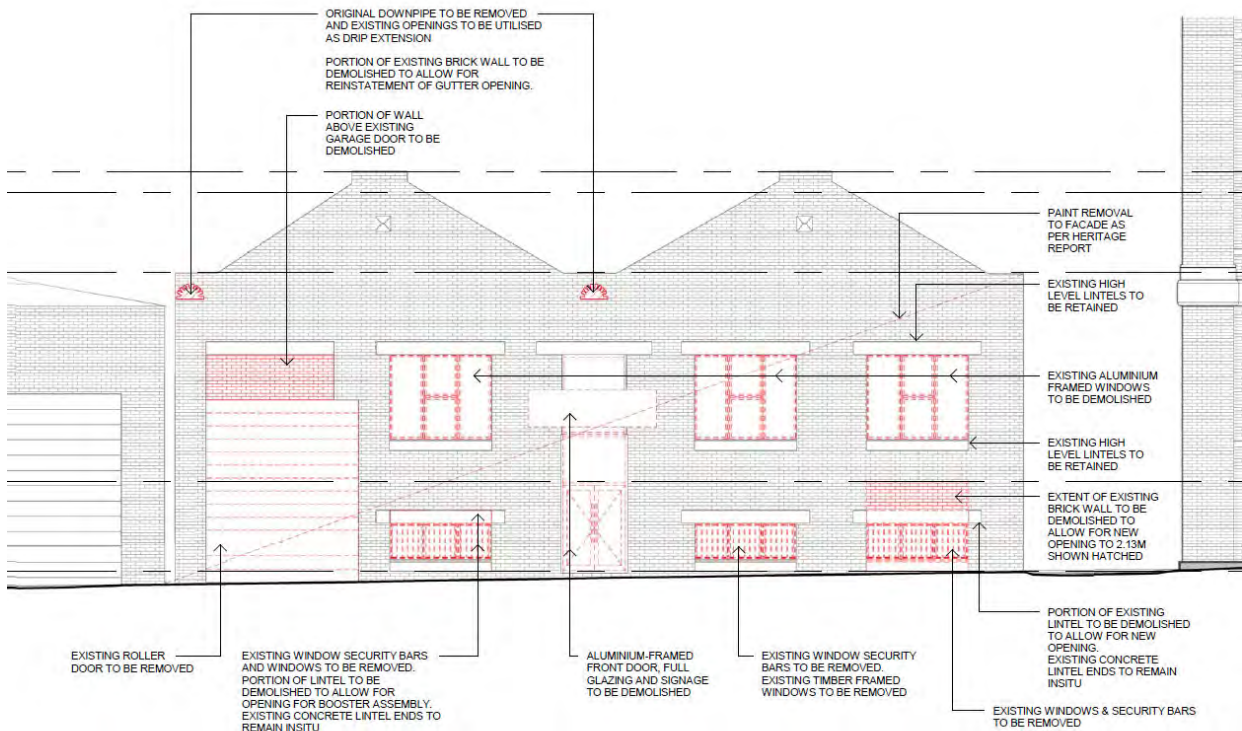 ORIGINAL DOWNPIPE TO BE REMOVED
AND EXISTING OPENINGS TO BE UTILISED
AS DRIP EXTENSION
PORTION OF EXISTING BRICK WALL TO BE
DEMOLISHED TO ALLOW FOR
REINSTATEMENT OF GUTTER OPENING.
PORTION OF WALL
ABOVE EXISTING
GARAGE DOOR TO BE
DEMOLISHED
PAINT REMOVAL
TO FACADE AS
PER HERITAGE
REPORT
EXISTING HIGH
LEVEL LINTELS TO
BE RETAINED
EXISTING ALUMINIUM
FRAMED WINDOWS
TO BE DEMOLISHED
EXISTING HIGH
LEVEL LINTELS TO
BE RETAINED
EXTENT OF EXISTING
BRICK WALL TO BE
DEMOLISHED TO
ALLOW FOR NEW
OPENING TO 2.13M
SHOWN HATCHED
PORTION OF EXISTING
LINTEL TO BE DEMOLISHED
TO ALLOW FOR NEW
OPENING.
EXISTING CONCRETE
LINTEL ENDS TO REMAIN
INSITU
EXISTING ROLLER
DOOR TO BE REMOVED
EXISTING WINDOW SECURITY BARS
AND WINDOWS TO BE REMOVED.
PORTION OF LINTEL TO BE
DEMOLISHED TO ALLOW FOR
OPENING FOR BOOSTER ASSEMBLY.
EXISTING CONCRETE LINTEL ENDS TO
REMAIN INSITU
ALUMINIUM-FRAMED
FRONT DOOR, FULL
GLAZING AND SIGNAGE
TO BE DEMOLISHED
EXISTING WINDOW SECURITY
BARS TO BE REMOVED.
EXISTING TIMBER FRAMED
WINDOWS TO BE REMOVED
EXISTING WINDOWS & SECURITY BARS
TO BE REMOVED